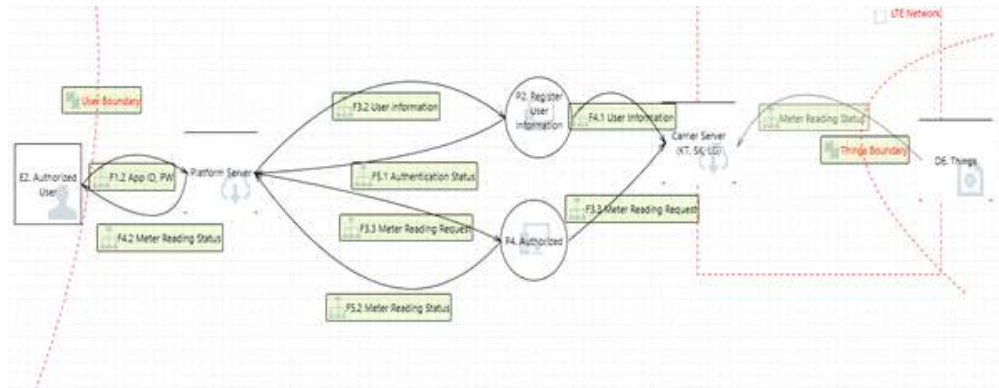 LTE Network
User Boundary
F3.2 User Information
P2. Register
User
Information
F4.1 User Information
Meter Reading Status
Carrier Server
(KT, SK, LG)
Things Boundary
E2. Authorized
User
F1.2 App ID, PW
Platform Server
D6. Things
F5.1 Authentication Status
F3.3 Meter Reading Request
F3.3 Meter Reading Request
F4.2 Meter Reading Status
P4. Authorized
F5.2 Meter Reading Status